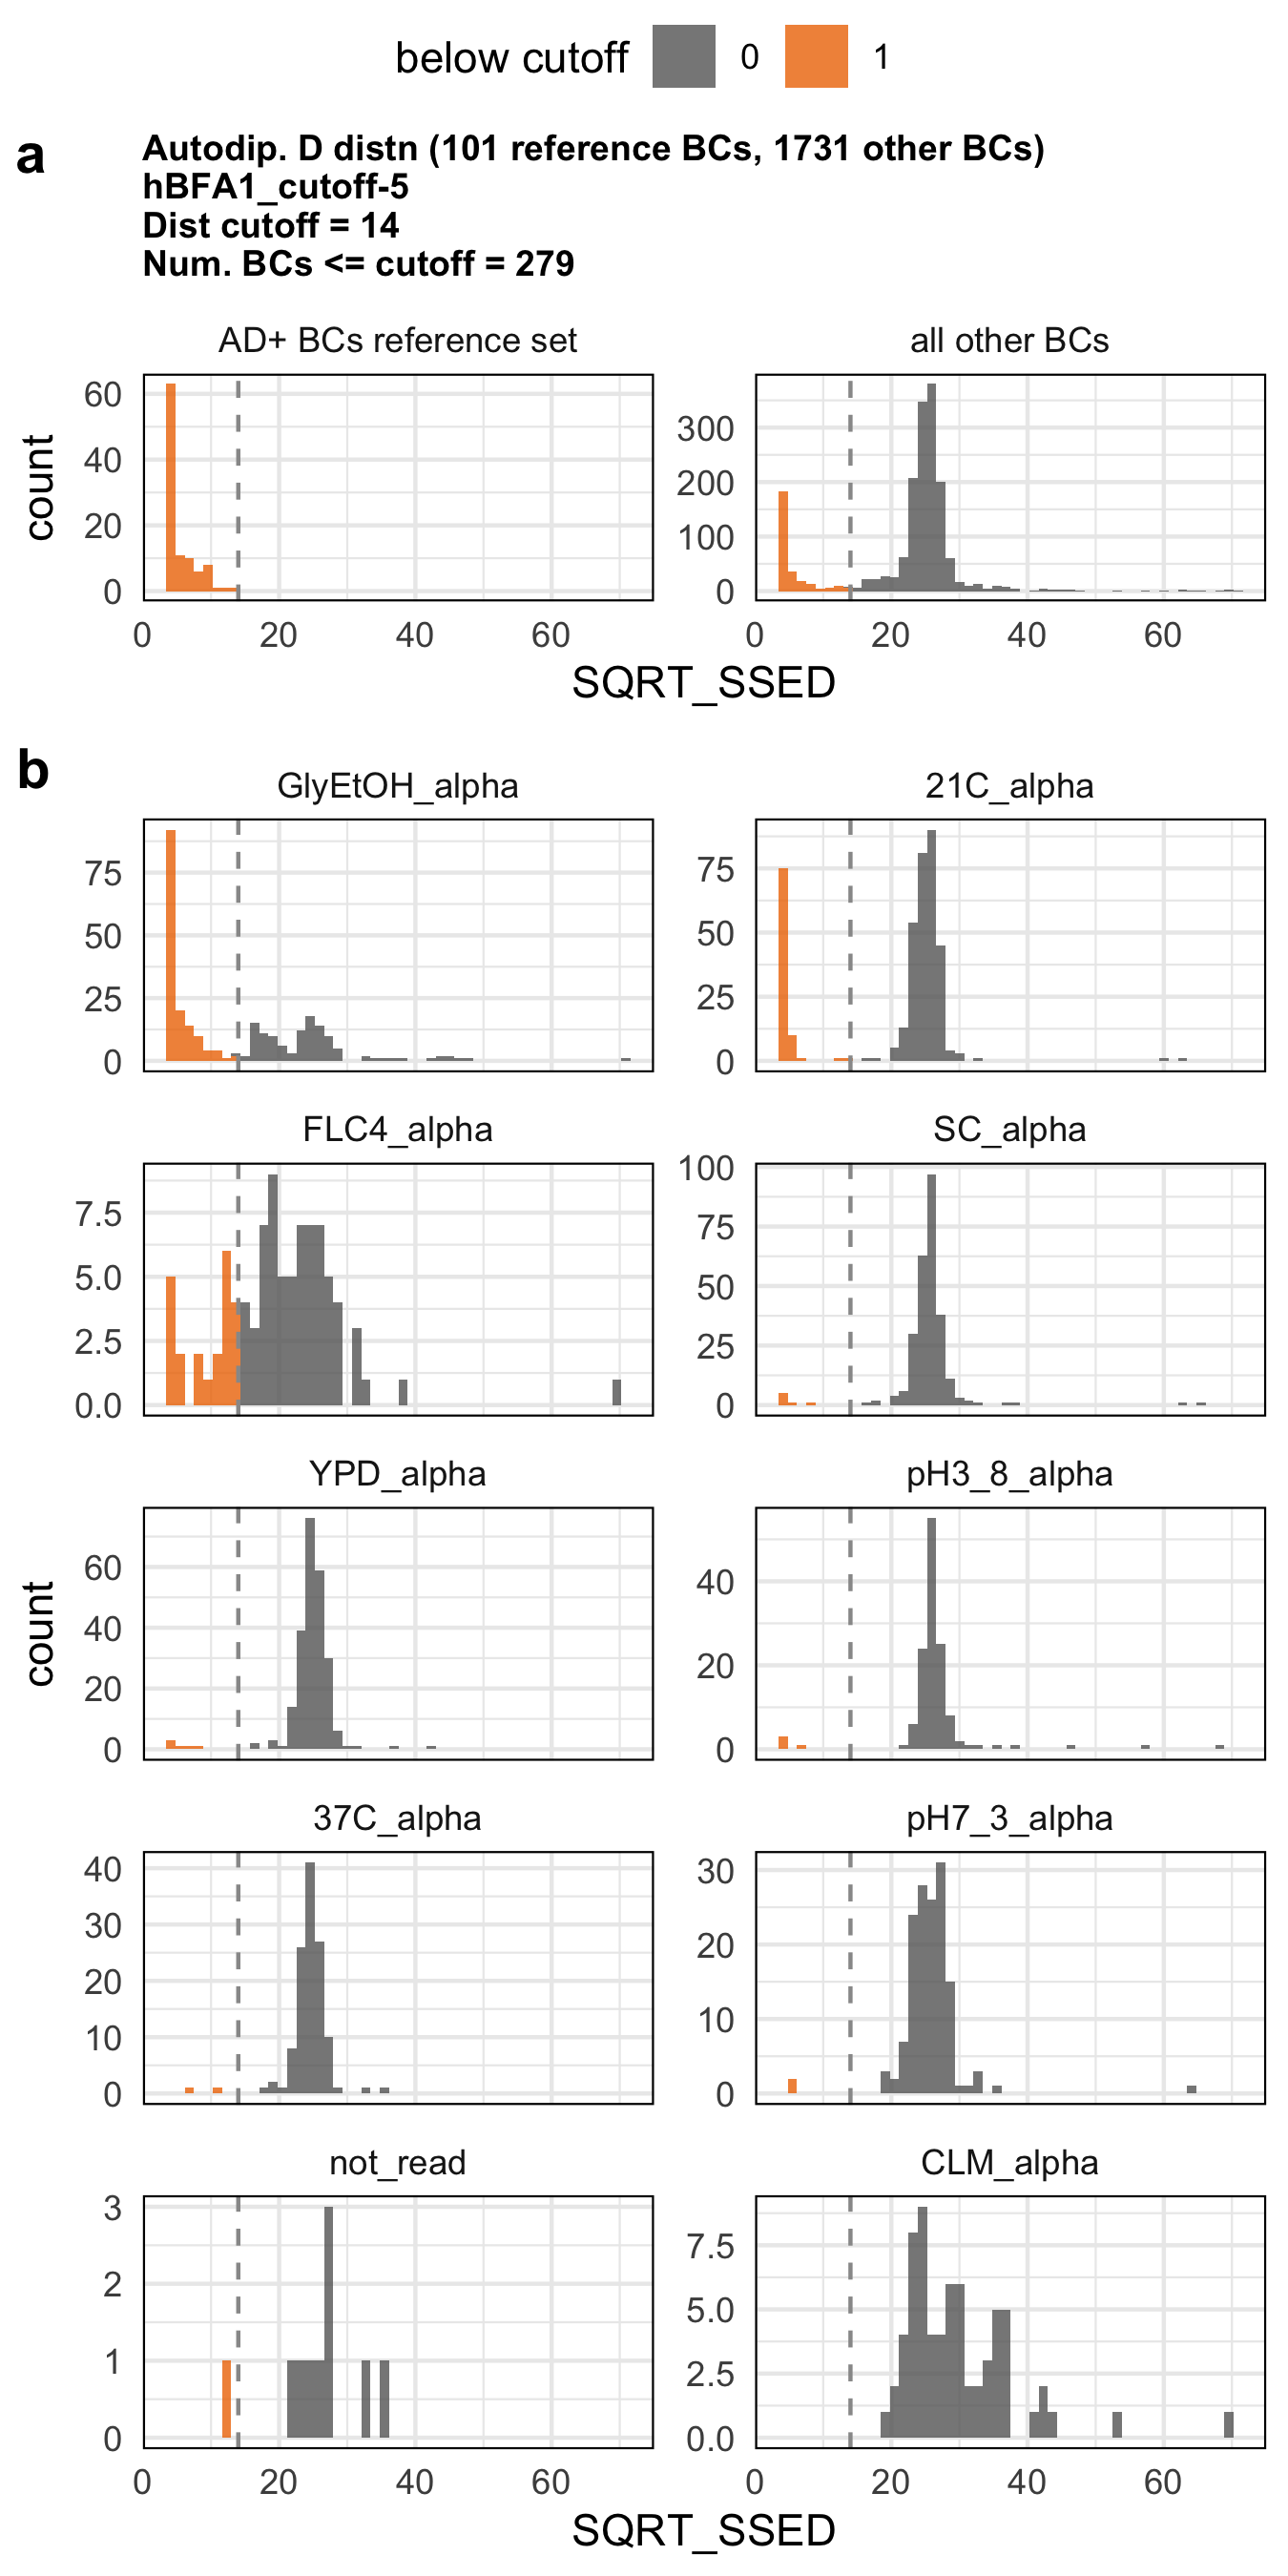 below cutoff 0 1
a
Autodip. D distn (101 reference BCs, 1731 other BCs)
hBFA1_cutoff-5
Dist cutoff = 14
Num. BCs <= cutoff = 279
AD+ BCs reference set
all other BCs
count
60
40
20
0
300
200
100
0
0 20 40 60
0 20 40 60
SQRT_SSED
b
GlyEtOH_alpha
21C_alpha
75
50
25
0
75
50
25
0
FLC4_alpha
SC_alpha
7.5
5.0
2.5
0.0
100
75
50
25
0
YPD_alpha
pH3_8_alpha
count
60
40
20
0
40
20
0
37C_alpha
pH7_3_alpha
40
30
20
10
0
30
20
10
0
not_read
CLM_alpha
3
2
1
0
7.5
5.0
2.5
0.0
0 20 40 60
0 20 40 60
SQRT_SSED